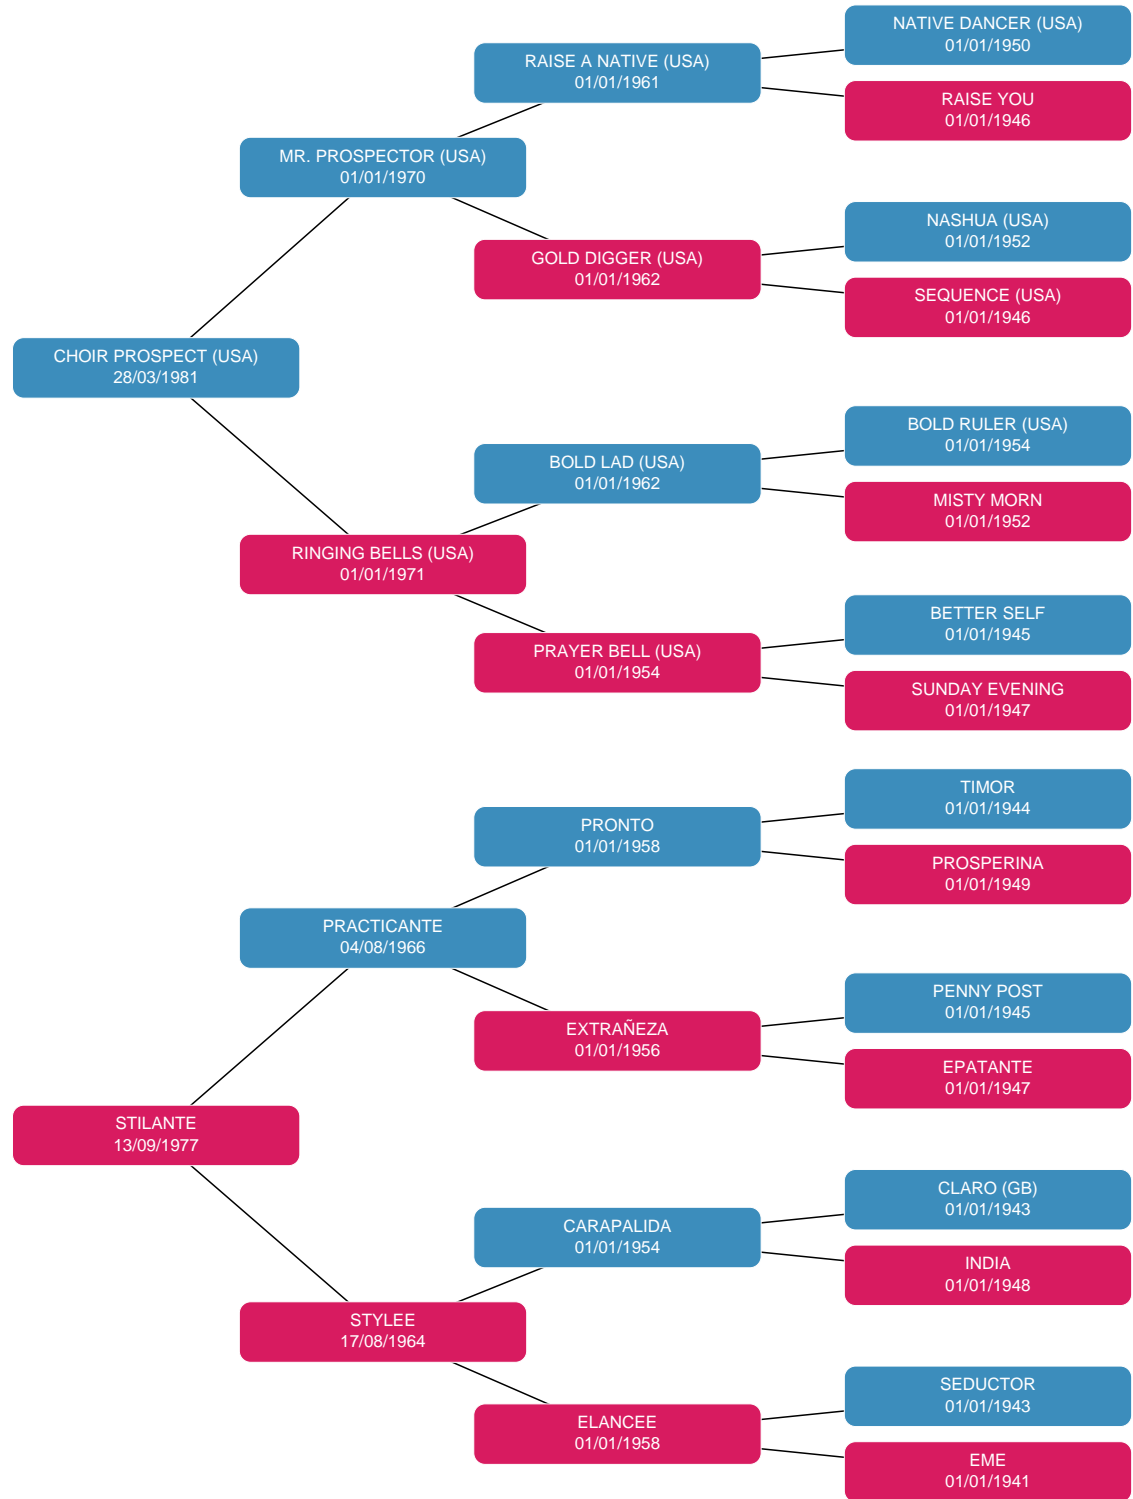 NATIVE DANCER (USA)
01/01/1950
RAISE A NATIVE (USA)
01/01/1961
RAISE YOU
01/01/1946
MR. PROSPECTOR (USA)
01/01/1970
NASHUA (USA)
01/01/1952
GOLD DIGGER (USA)
01/01/1962
SEQUENCE (USA)
01/01/1946
CHOIR PROSPECT (USA)
28/03/1981
BOLD RULER (USA)
01/01/1954
BOLD LAD (USA)
01/01/1962
MISTY MORN
01/01/1952
RINGING BELLS (USA)
01/01/1971
BETTER SELF
01/01/1945
PRAYER BELL (USA)
01/01/1954
SUNDAY EVENING
01/01/1947
TIMOR
01/01/1944
PRONTO
01/01/1958
PROSPERINA
01/01/1949
PRACTICANTE
04/08/1966
PENNY POST
01/01/1945
EXTRAÑEZA
01/01/1956
EPATANTE
01/01/1947
STILANTE
13/09/1977
CLARO (GB)
01/01/1943
CARAPALIDA
01/01/1954
INDIA
01/01/1948
STYLEE
17/08/1964
SEDUCTOR
01/01/1943
ELANCEE
01/01/1958
EME
01/01/1941